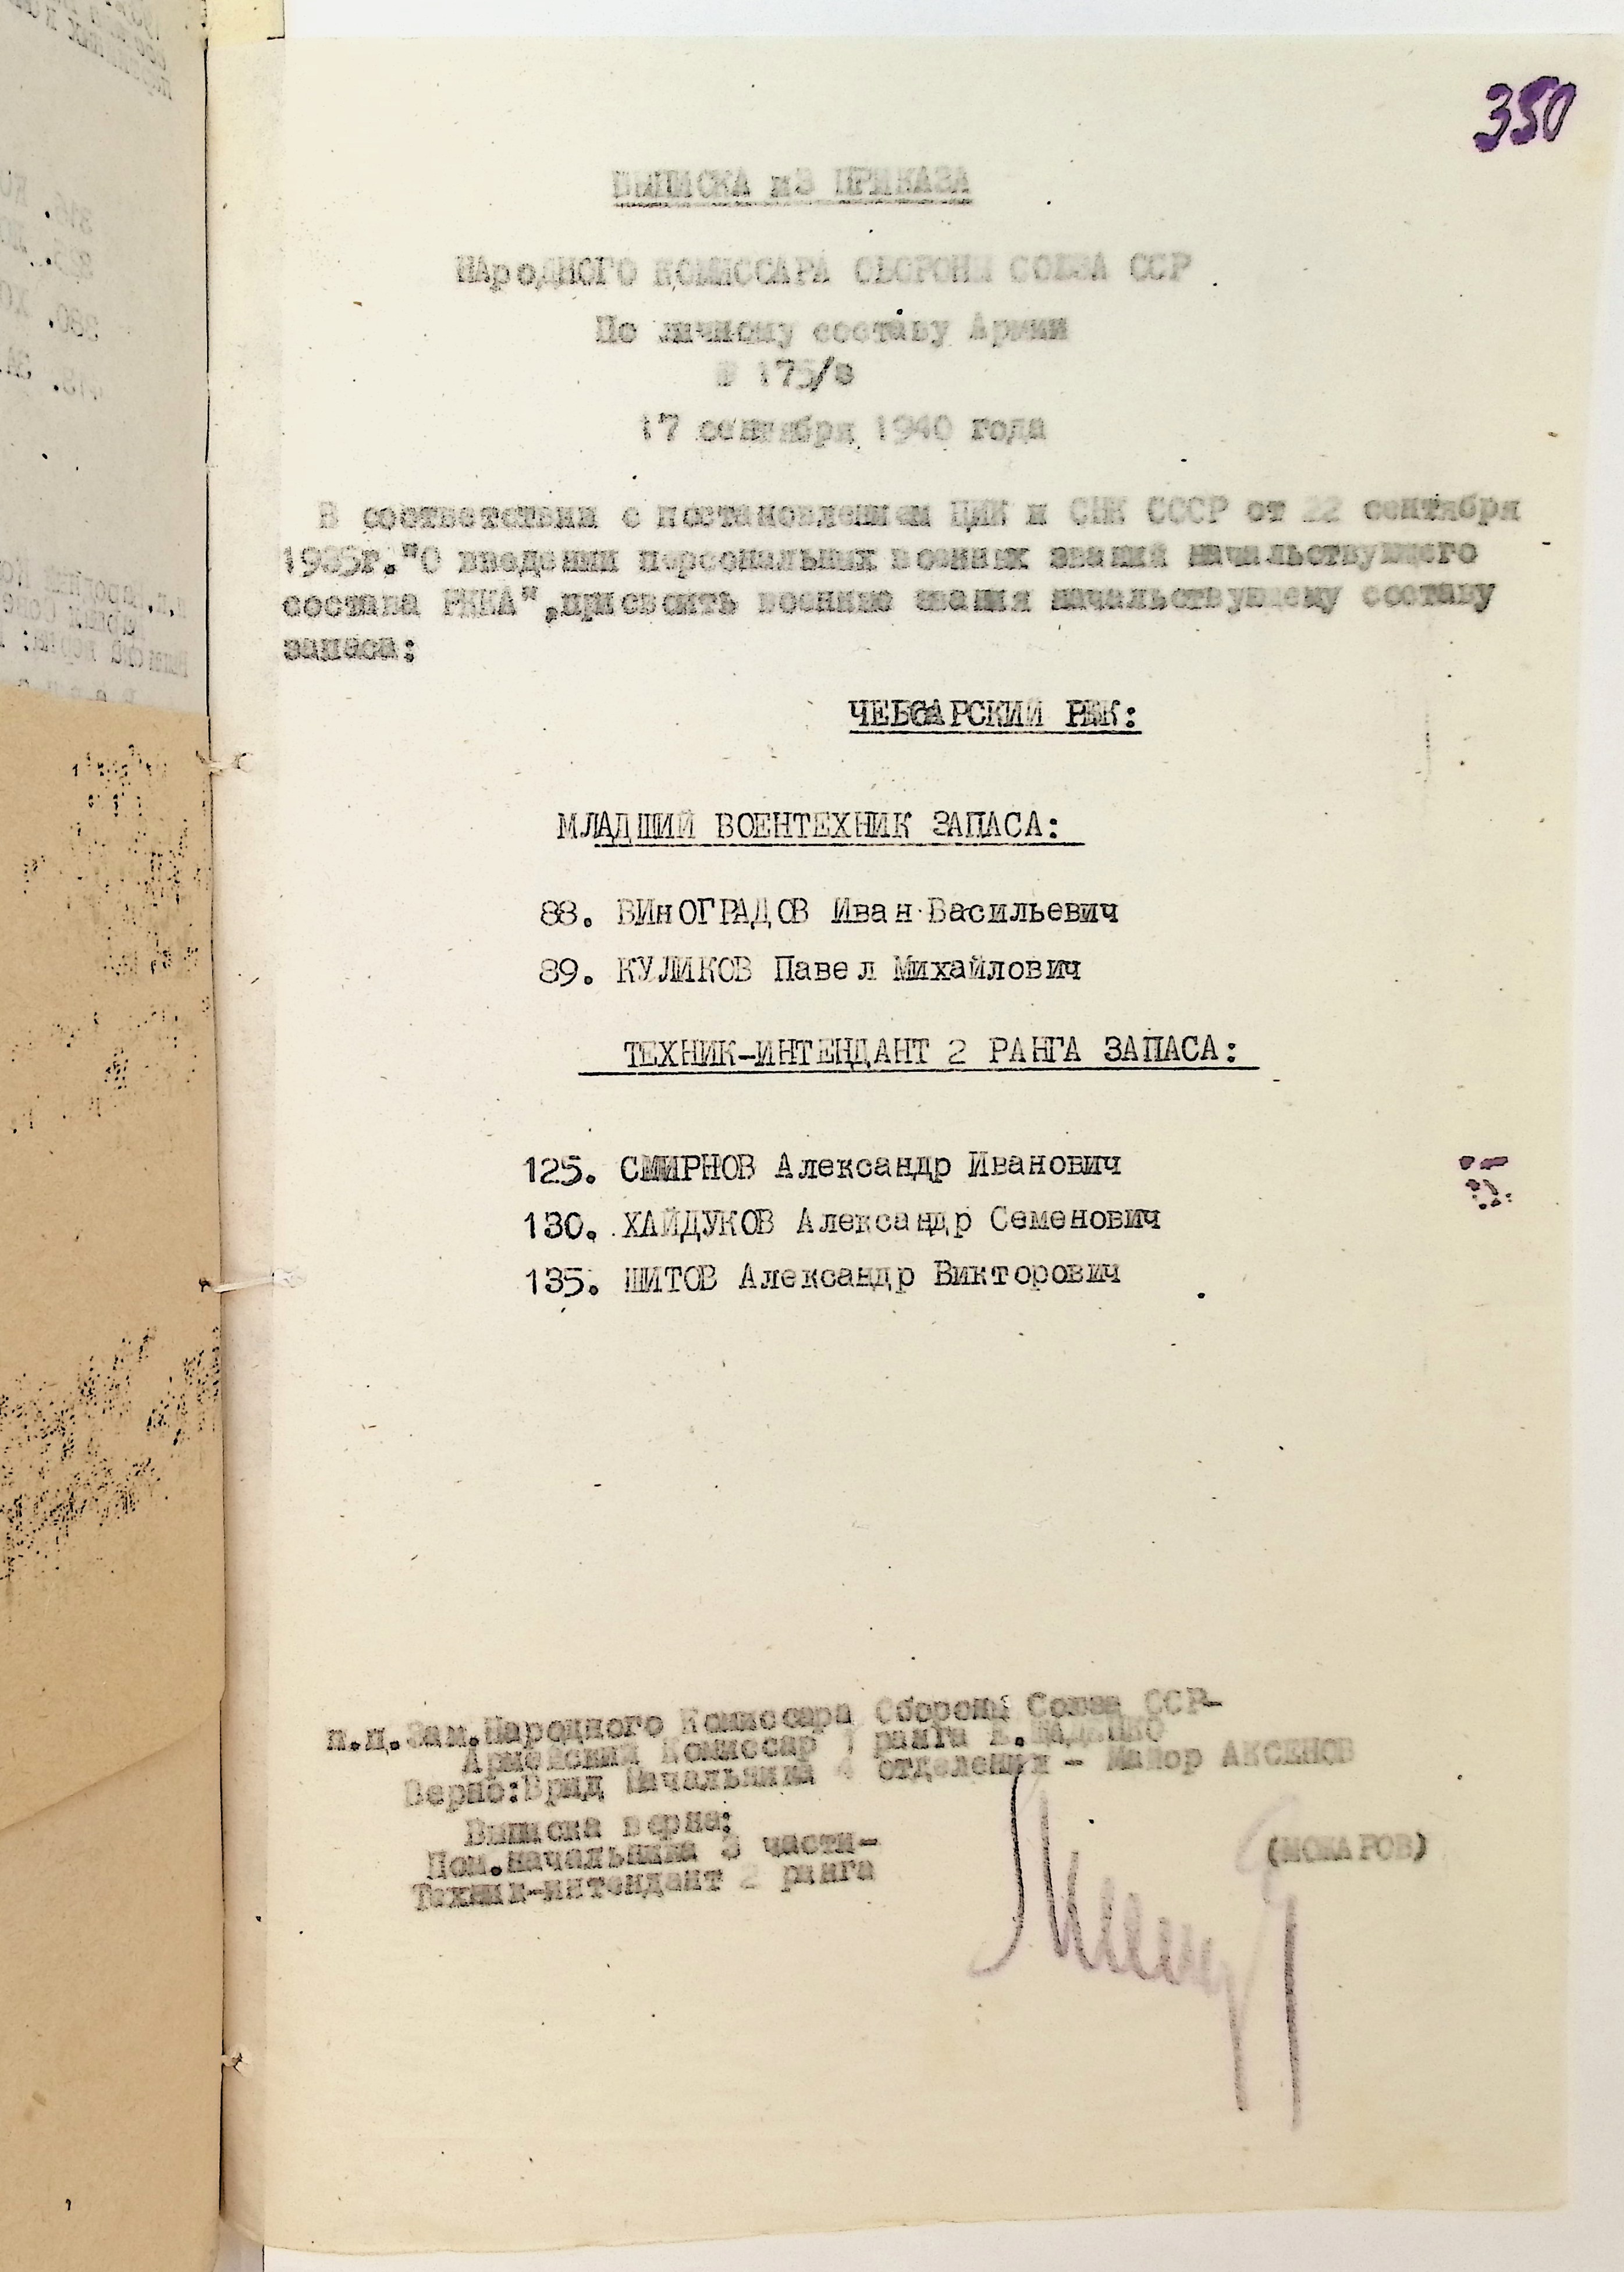 350
ВЫПИСКА иЗ ПРИКАЗА
НАроДНОГО КОМИССАРА ОБОРОНЫ СОЮЗА ССР
По личному составу Армии
175/в
17 сентября 1940 года
В соответствии с постановлением ЦИК и СНК СССР от 22 сентября
1935г."О введении персональных военных званий начальствующего
состава РККА",присвоить военные звания начальствующему составу
запаса:
РВК:
МЛАДШИЙ ВОЕНТЕХНИК ЗАПАСА:
88. ВИнОГРАДОВ Иван Васильевич
89. КУЛИКОВ Павел Михайлович
ТЕХНИК-ИНТЕНДАНТ 2 РАНГА ЗАПАСА:
125. СМИРНОВ Александр Иванович
130. ХАЙДУКОВ Александр Семенович
135. ШИТОВ Александр Викторович
п.п.Зам.Народного Комиссара Обороны Союза ССР-
Армейский Комиссар 1 ранга Е.ЩАДЕНКО
Верно:Врид Начальника 4 отделения - Майор АКСЕНОВ
Выписка верна:
Пом.начальника 3 части-
Техник-интендант 2 ранга
(МОКАРОВ)